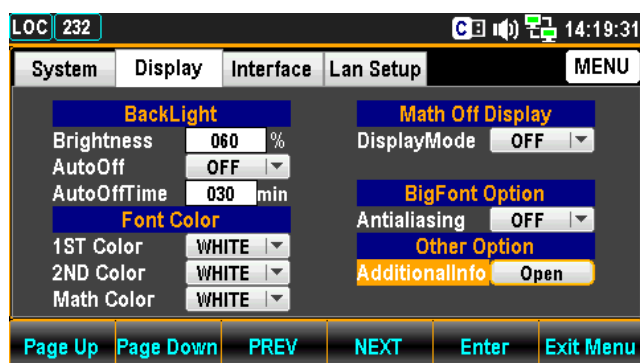 LOC 232 C 14:19:31
System Display Interface Lan Setup MENU
BackLight
Brightness 060 %
AutoOff OFF
AutoOffTime 030 min
Font Color
1ST Color WHITE
2ND Color WHITE
Math Color WHITE
Math Off Display
DisplayMode OFF
BigFont Option
Antialiasing OFF
Other Option
AdditionalInfo Open
Page Up Page Down PREV NEXT Enter Exit Menu